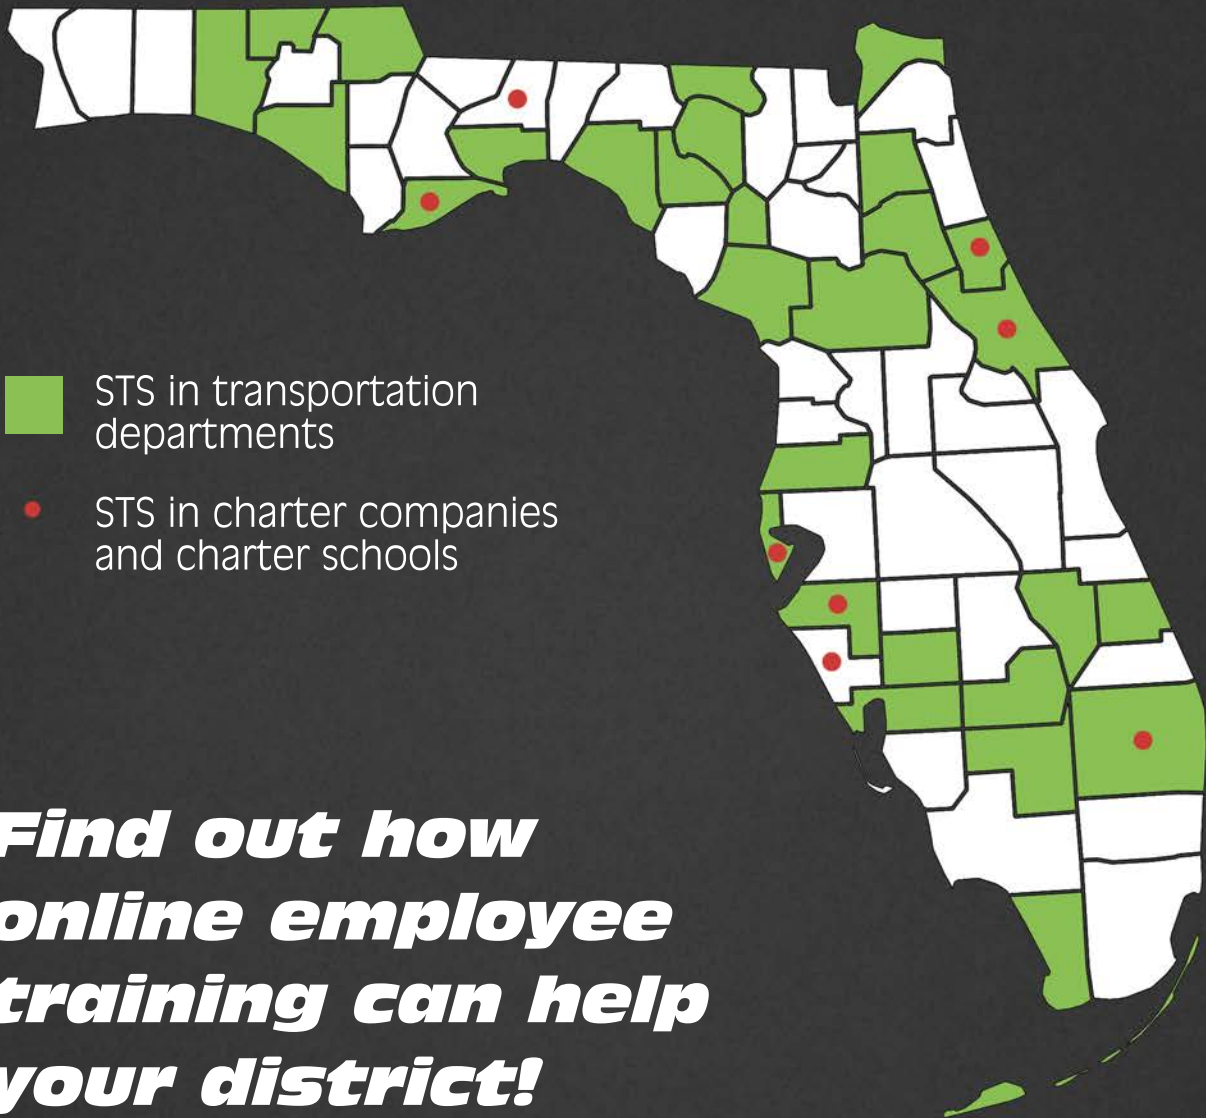 STS in transportation
departments
STS in charter companies
and charter schools
Find out how
online employee
training can help
your district!